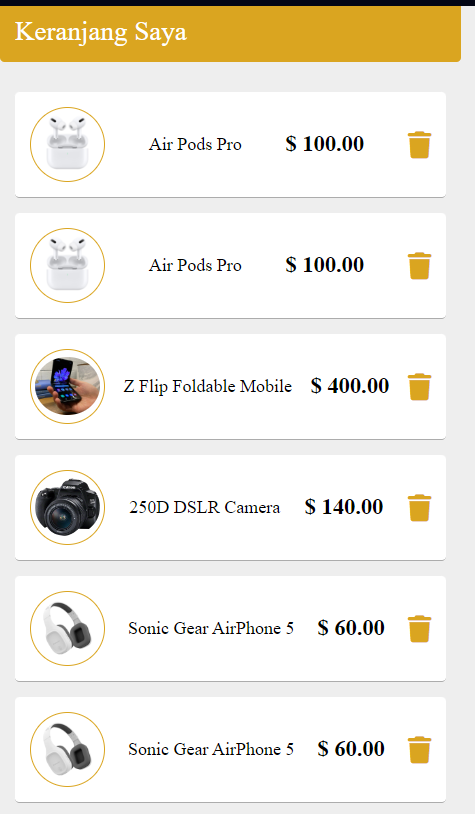 Keranjang Saya
Air Pods Pro $ 100.00
Air Pods Pro $ 100.00
Z Flip Foldable Mobile $ 400.00
250D DSLR Camera $ 140.00
Sonic Gear AirPhone 5 $ 60.00
Sonic Gear AirPhone 5 $ 60.00